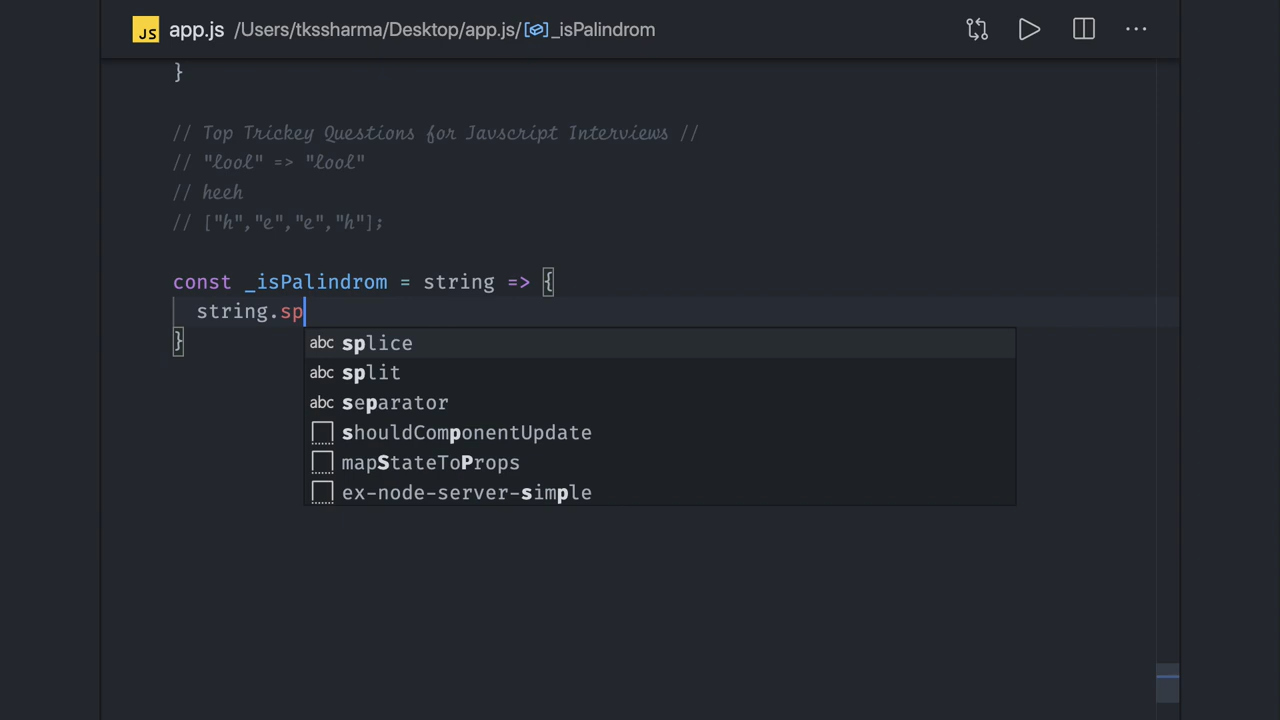 JS app.js /Users/tkssharma/Desktop/app.js/_isPalindrom
}
// Top Trickey Questions for Javscript Interviews //
// "lool" => "lool"
// heeh
// ["h","e","e","h"];
const _isPalindrom = string => {
string.sp
}
abc splice
abc split
abc separator
shouldComponentUpdate
mapStateToProps
ex-node-server-simple